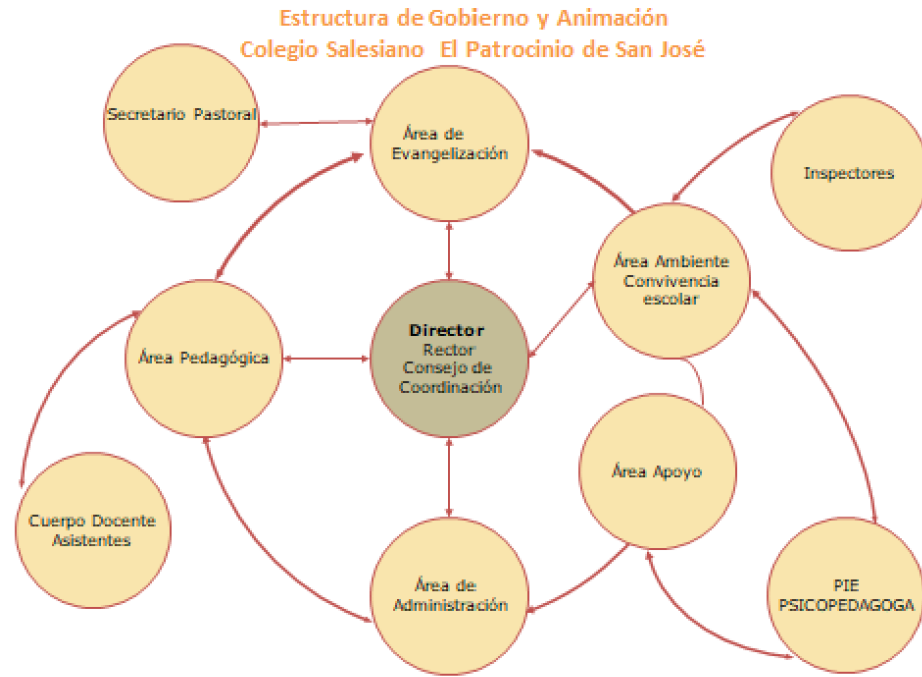 Estructura de Gobierno y Animación
Colegio Salesiano El Patrocinio de San José
Secretario Pastoral
Área de
Evangelización
Inspectores
Área Ambiente
Convivencia
escolar
Director
Rector
Consejo de
Coordinación
Área Pedagógica
Área Apoyo
Cuerpo Docente
Asistentes
Área de
Administración
PIE
PSICOPEDAGOGA